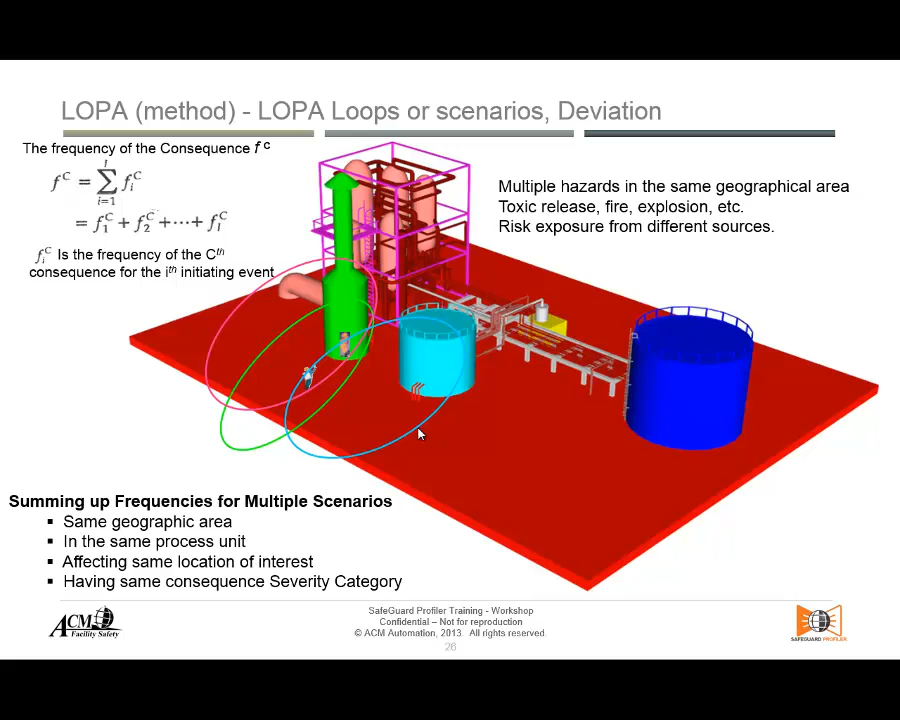 LOPA (method) - LOPA Loops or scenarios, Deviation
The frequency of the Consequence f C
I
f C = ∑ f i C
i=1
= f 1 C + f 2 C +⋯+ f I C
f i C Is the frequency of the Cth
consequence for the ith initiating event
Multiple hazards in the same geographical area
Toxic release, fire, explosion, etc.
Risk exposure from different sources.
Summing up Frequencies for Multiple Scenarios
▪ Same geographic area
▪ In the same process unit
▪ Affecting same location of interest
▪ Having same consequence Severity Category
ACM
Facility Safety
SafeGuard Profiler Training - Workshop
Confidential – Not for reproduction
© ACM Automation, 2013. All rights reserved.
26
SAFEGUARD PROFILER